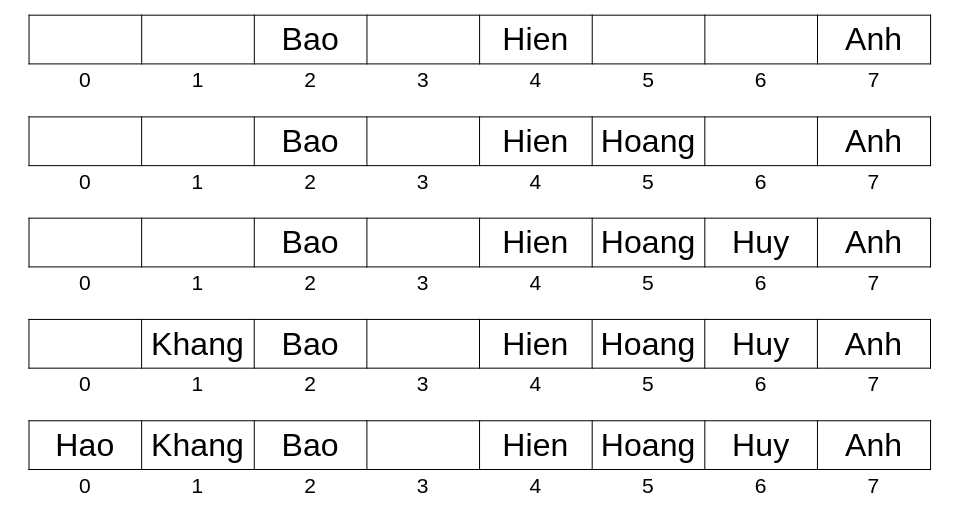 Bao Hien Anh
0 1 2 3 4 5 6 7
Bao Hien Hoang Anh
0 1 2 3 4 5 6 7
Bao Hien Hoang Huy Anh
0 1 2 3 4 5 6 7
Khang Bao Hien Hoang Huy Anh
0 1 2 3 4 5 6 7
Hao Khang Bao Hien Hoang Huy Anh
0 1 2 3 4 5 6 7